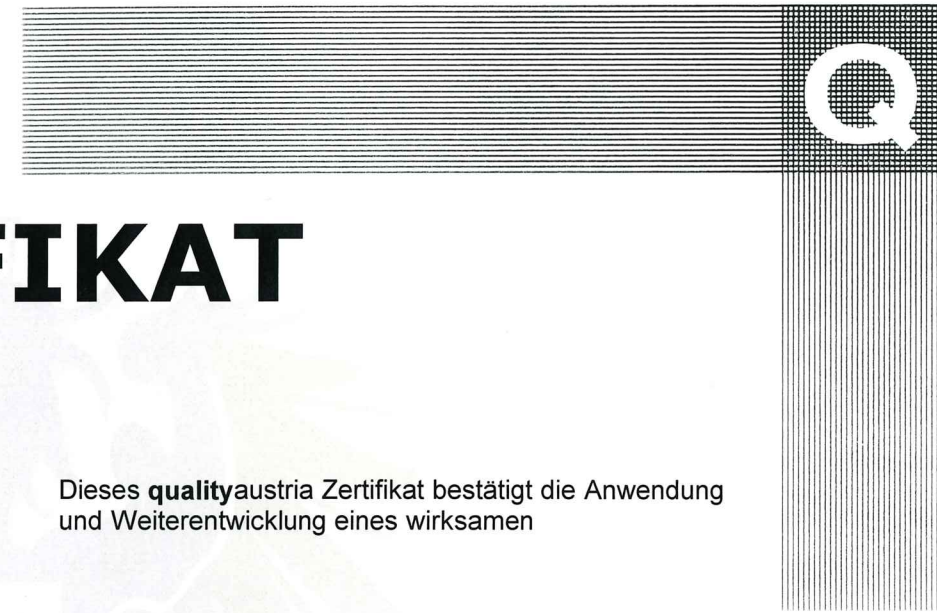 Q
FIKAT
Dieses qualityaustria Zertifikat bestätigt die Anwendung
und Weiterentwicklung eines wirksamen